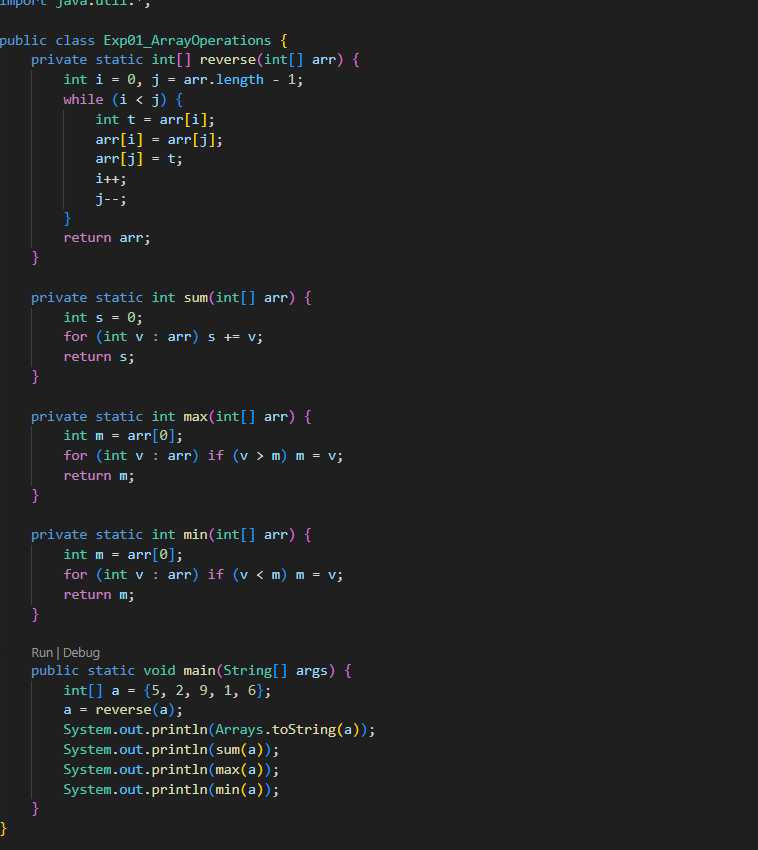 import java.util.*;
public class Exp01_ArrayOperations {
    private static int[] reverse(int[] arr) {
        int i = 0, j = arr.length - 1;
        while (i < j) {
            int t = arr[i];
            arr[i] = arr[j];
            arr[j] = t;
            i++;
            j--;
        }
        return arr;
    }
    private static int sum(int[] arr) {
        int s = 0;
        for (int v : arr) s += v;
        return s;
    }
    private static int max(int[] arr) {
        int m = arr[0];
        for (int v : arr) if (v > m) m = v;
        return m;
    }
    private static int min(int[] arr) {
        int m = arr[0];
        for (int v : arr) if (v < m) m = v;
        return m;
    }
    Run | Debug
    public static void main(String[] args) {
        int[] a = {5, 2, 9, 1, 6};
        a = reverse(a);
        System.out.println(Arrays.toString(a));
        System.out.println(sum(a));
        System.out.println(max(a));
        System.out.println(min(a));
    }
}